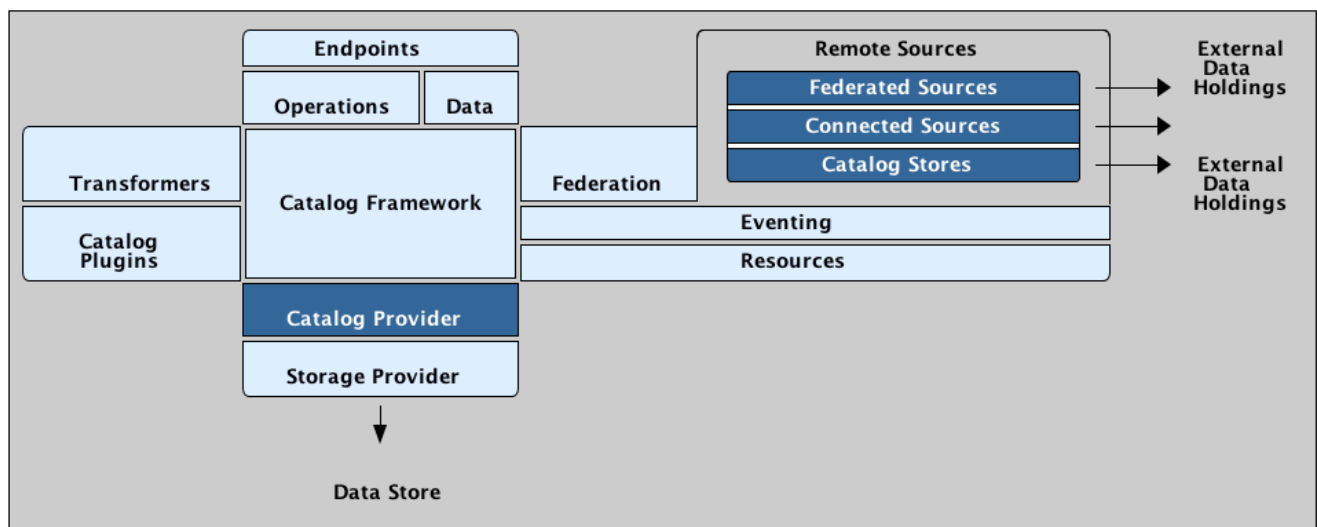 Endpoints
Remote Sources
External
Data
Holdings
Operations
Data
Federated Sources
Connected Sources
Transformers
Catalog Framework
Federation
Catalog Stores
External
Data
Holdings
Catalog
Plugins
Eventing
Resources
Catalog Provider
Storage Provider
Data Store